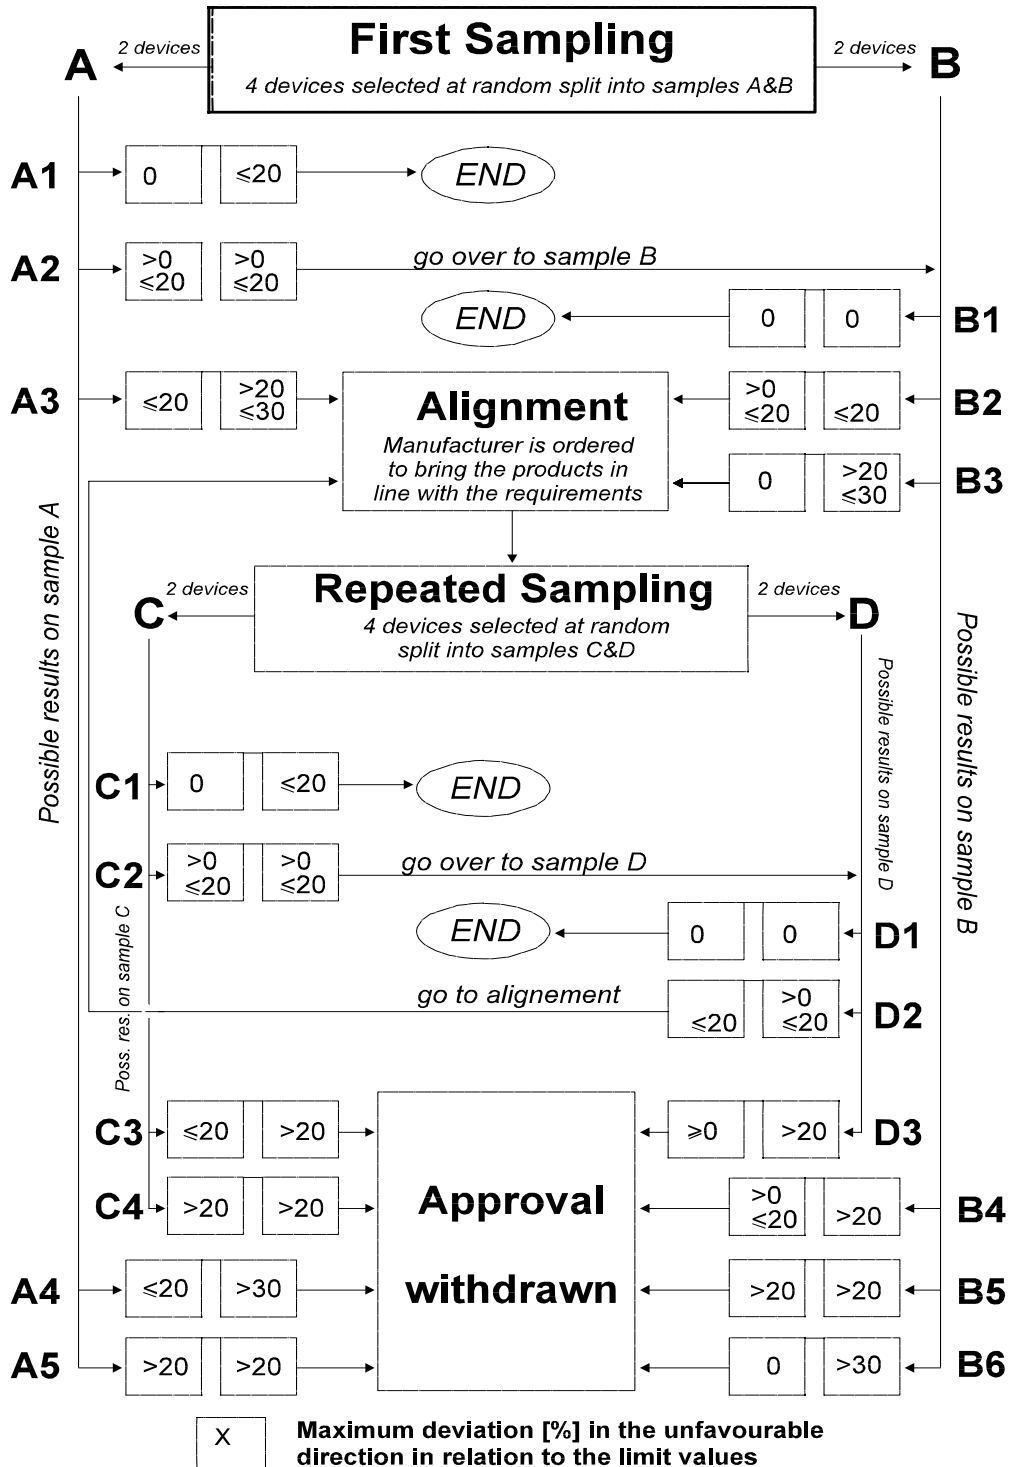 First Sampling
4 devices selected at random split into samples A&B
A
2 devices
2 devices
B
A1
0
≤20
END
A2
>0
≤20
>0
≤20
go over to sample B
END
0
0
B1
A3
≤20
>20
≤30
Alignment
Manufacturer is ordered
to bring the products in
line with the requirements
>0
≤20
≤20
B2
0
>20
≤30
B3
Possible results on sample A
Repeated Sampling
4 devices selected at random
split into samples C&D
C
2 devices
2 devices
D
Possible results on sample D
Possible results on sample B
C1
0
≤20
END
C2
>0
≤20
>0
≤20
go over to sample D
Poss. res. on sample C
END
0
0
D1
go to alignement
≤20
>0
≤20
D2
C3
≤20
>20
≥0
>20
D3
C4
>20
>20
Approval
withdrawn
>0
≤20
>20
B4
A4
≤20
>30
>20
>20
B5
A5
>20
>20
0
>30
B6
X
Maximum deviation [%] in the unfavourable
direction in relation to the limit values